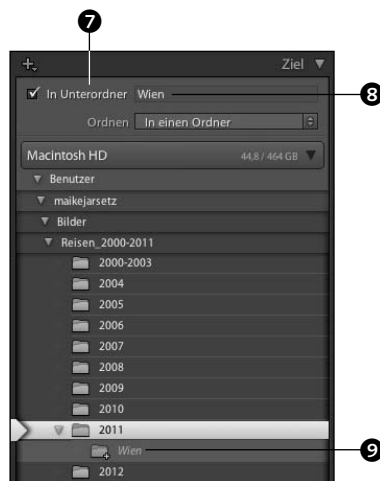 7
Ziel
In Unterordner Wien 8
Ordnen In einen Ordner
Macintosh HD 44,8 / 464 GB
Benutzer
maikejarsetz
Bilder
Reisen_2000-2011
2000-2003
2004
2005
2006
2007
2008
2009
2010
2011
Wien 9
2012